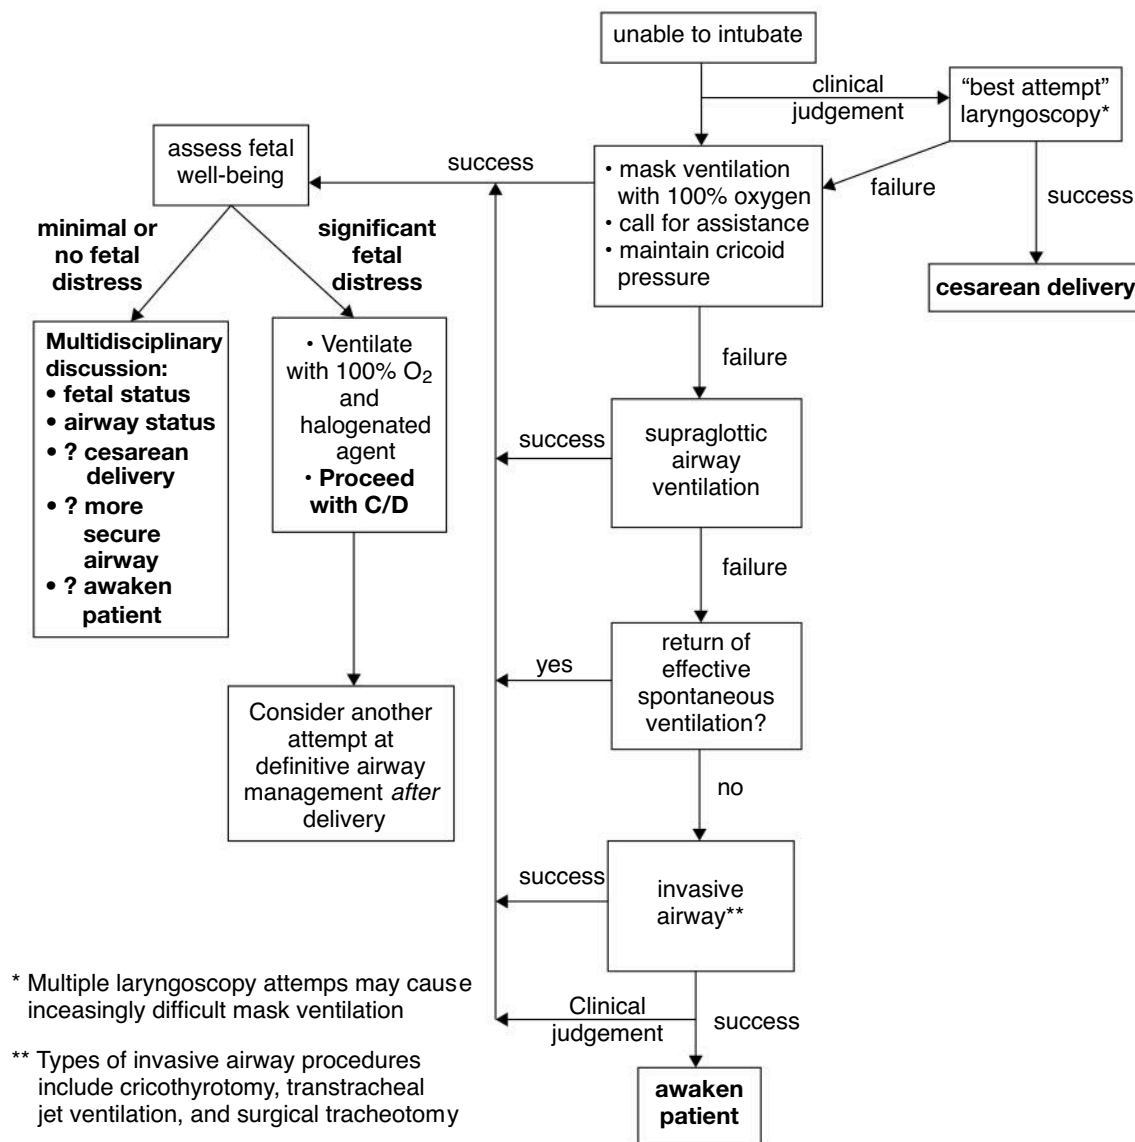 unable to intubate
clinical
judgement
“best attempt”
laryngoscopy*
assess fetal
well-being
success
• mask ventilation
with 100% oxygen
• call for assistance
• maintain cricoid
pressure
failure
success
minimal or
no fetal
distress
significant
fetal
distress
cesarean delivery
Multidisciplinary
discussion:
• fetal status
• airway status
• ? cesarean
delivery
• ? more
secure
airway
• ? awaken
patient
• Ventilate
with 100% O₂
and
halogenated
agent
• Proceed
with C/D
failure
success
supraglottic
airway
ventilation
failure
yes
return of
effective
spontaneous
ventilation?
Consider another
attempt at
definitive airway
management after
delivery
no
success
invasive
airway**
* Multiple laryngoscopy attemps may cause
inceasingly difficult mask ventilation
Clinical
judgement
success
** Types of invasive airway procedures
include cricothyrotomy, transtracheal
jet ventilation, and surgical tracheotomy
awaken
patient